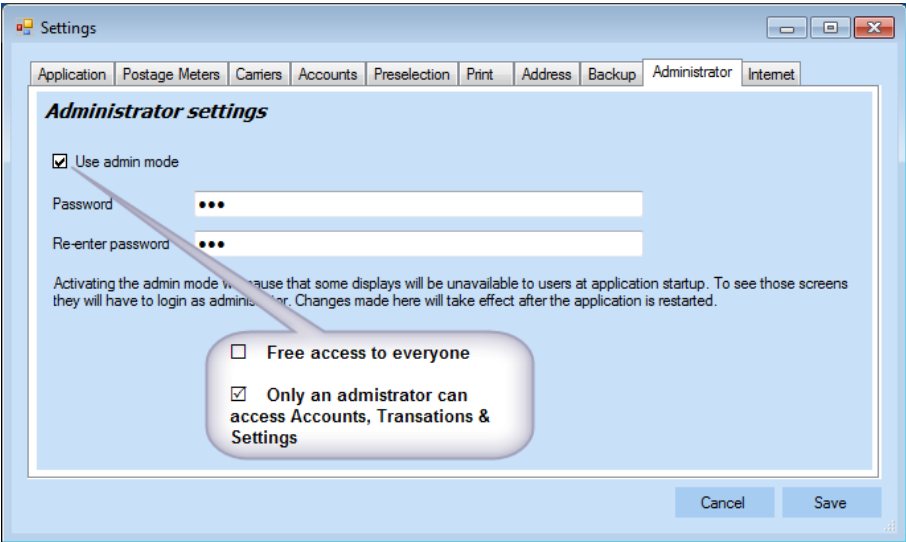 Settings
Application Postage Meters Carriers Accounts Preselection Print Address Backup Administrator Internet
Administrator settings
Use admin mode
Password
Re-enter password
Activating the admin mode w ause that some displays will be unavailable to users at application startup. To see those screens
they will have to login as adminis or. Changes made here will take effect after the application is restarted.
☐ Free access to everyone
☑ Only an admistrator can
access Accounts, Transations &
Settings
Cancel Save